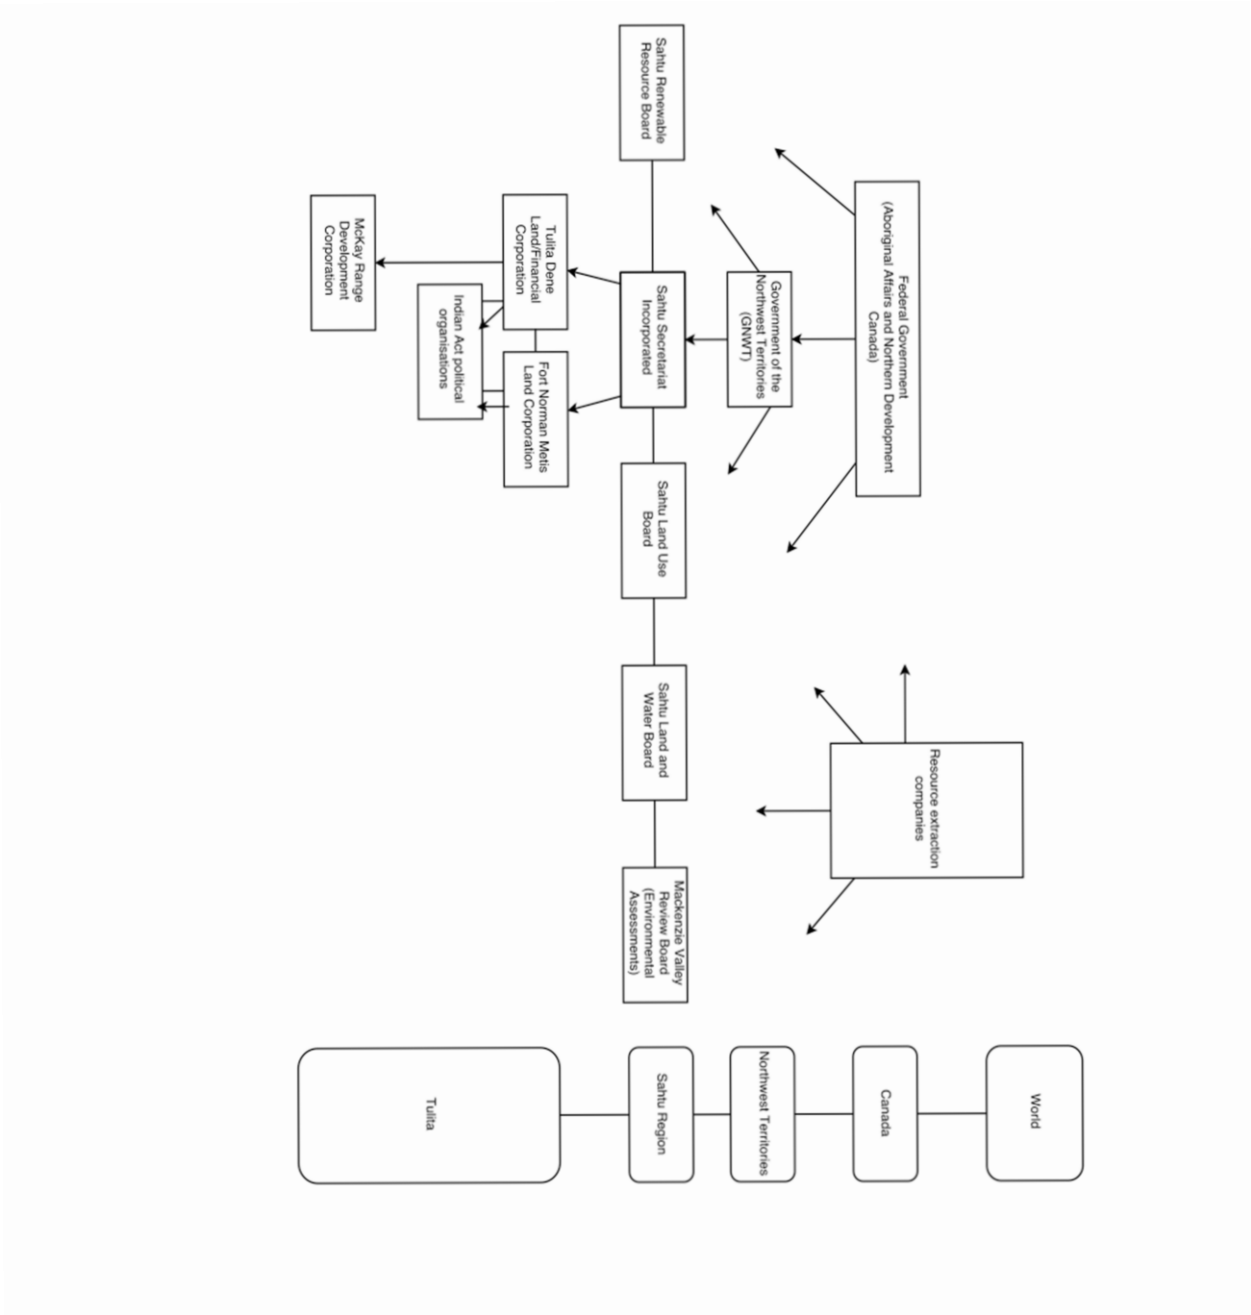 World
Resource extraction
companies
Federal Government
(Aboriginal Affairs and Northern Development
Canada)
Canada
Government of the
Northwest Territories
(GNWT)
Northwest Territories
Sahtu Renewable
Resource Board
Sahtu Secretariat
Incorporated
Sahtu Land Use
Board
Sahtu Land and
Water Board
Mackenzie Valley
Review Board
(Environmental
Assessments)
Sahtu Region
Tulita Dene
Land/Financial
Corporation
Fort Norman Metis
Land Corporation
Indian Act political
organisations
McKay Range
Development
Corporation
Tulita